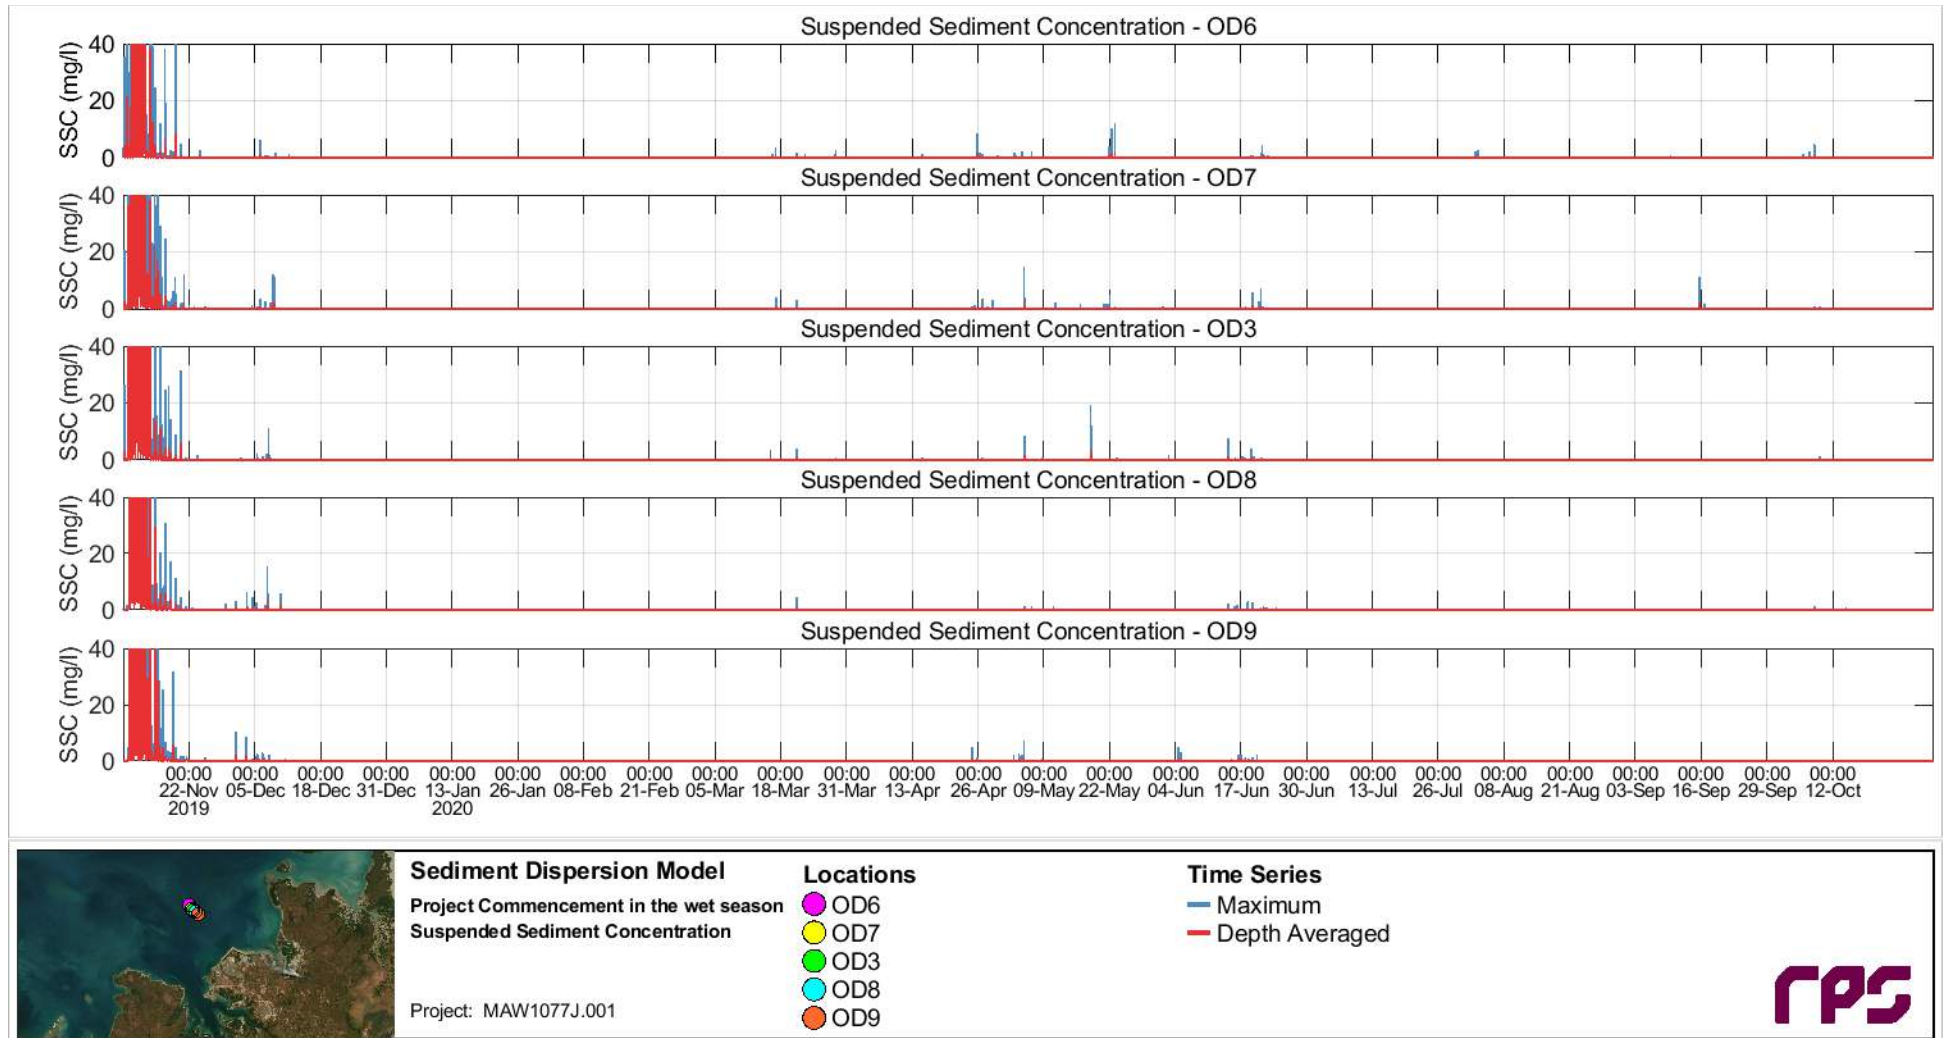 Suspended Sediment Concentration - OD6
SSC (mg/l)
40
20
0
Suspended Sediment Concentration - OD7
SSC (mg/l)
40
20
0
Suspended Sediment Concentration - OD3
SSC (mg/l)
40
20
0
Suspended Sediment Concentration - OD8
SSC (mg/l)
40
20
0
Suspended Sediment Concentration - OD9
SSC (mg/l)
40
20
0
00:00 00:00 00:00 00:00 00:00 00:00 00:00 00:00 00:00 00:00 00:00 00:00 00:00 00:00 00:00 00:00 00:00 00:00 00:00 00:00 00:00 00:00 00:00 00:00 00:00 00:00
22-Nov 05-Dec 18-Dec 31-Dec 13-Jan 26-Jan 08-Feb 21-Feb 05-Mar 18-Mar 31-Mar 13-Apr 26-Apr 09-May 22-May 04-Jun 17-Jun 30-Jun 13-Jul 26-Jul 08-Aug 21-Aug 03-Sep 16-Sep 29-Sep 12-Oct
2019 2020
Sediment Dispersion Model
Project Commencement in the wet season
Suspended Sediment Concentration
Project: MAW1077J.001
Locations
OD6
OD7
OD3
OD8
OD9
Time Series
Maximum
Depth Averaged
rps